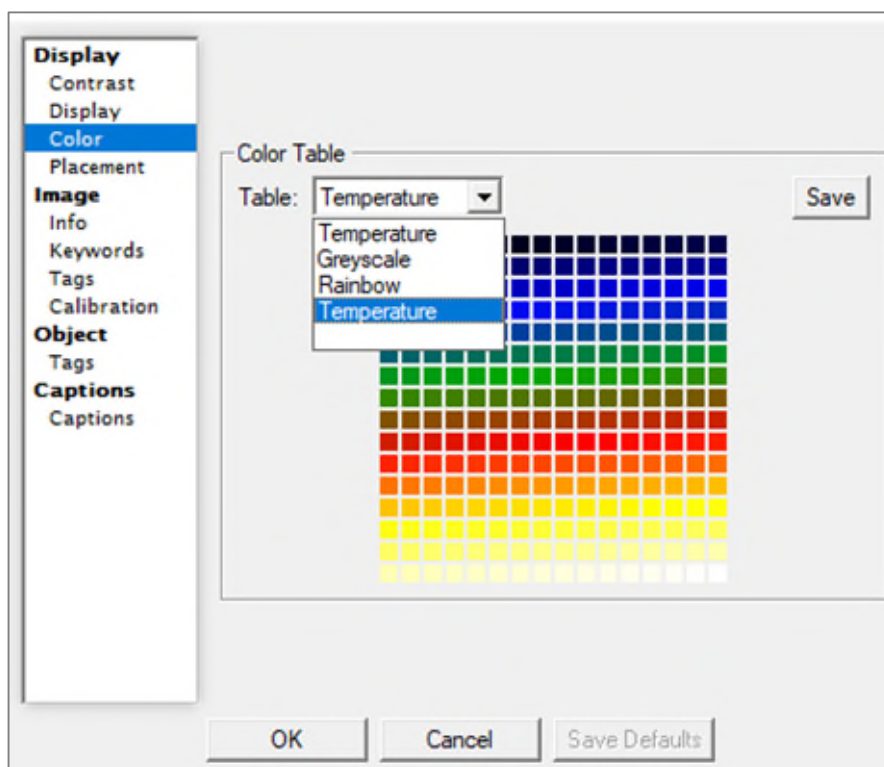 Display
Contrast
Display
Color
Placement
Image
Info
Keywords
Tags
Calibration
Object
Tags
Captions
Captions
Color Table
Table: Temperature Save
Temperature
Greyscale
Rainbow
Temperature
OK Cancel Save Defaults